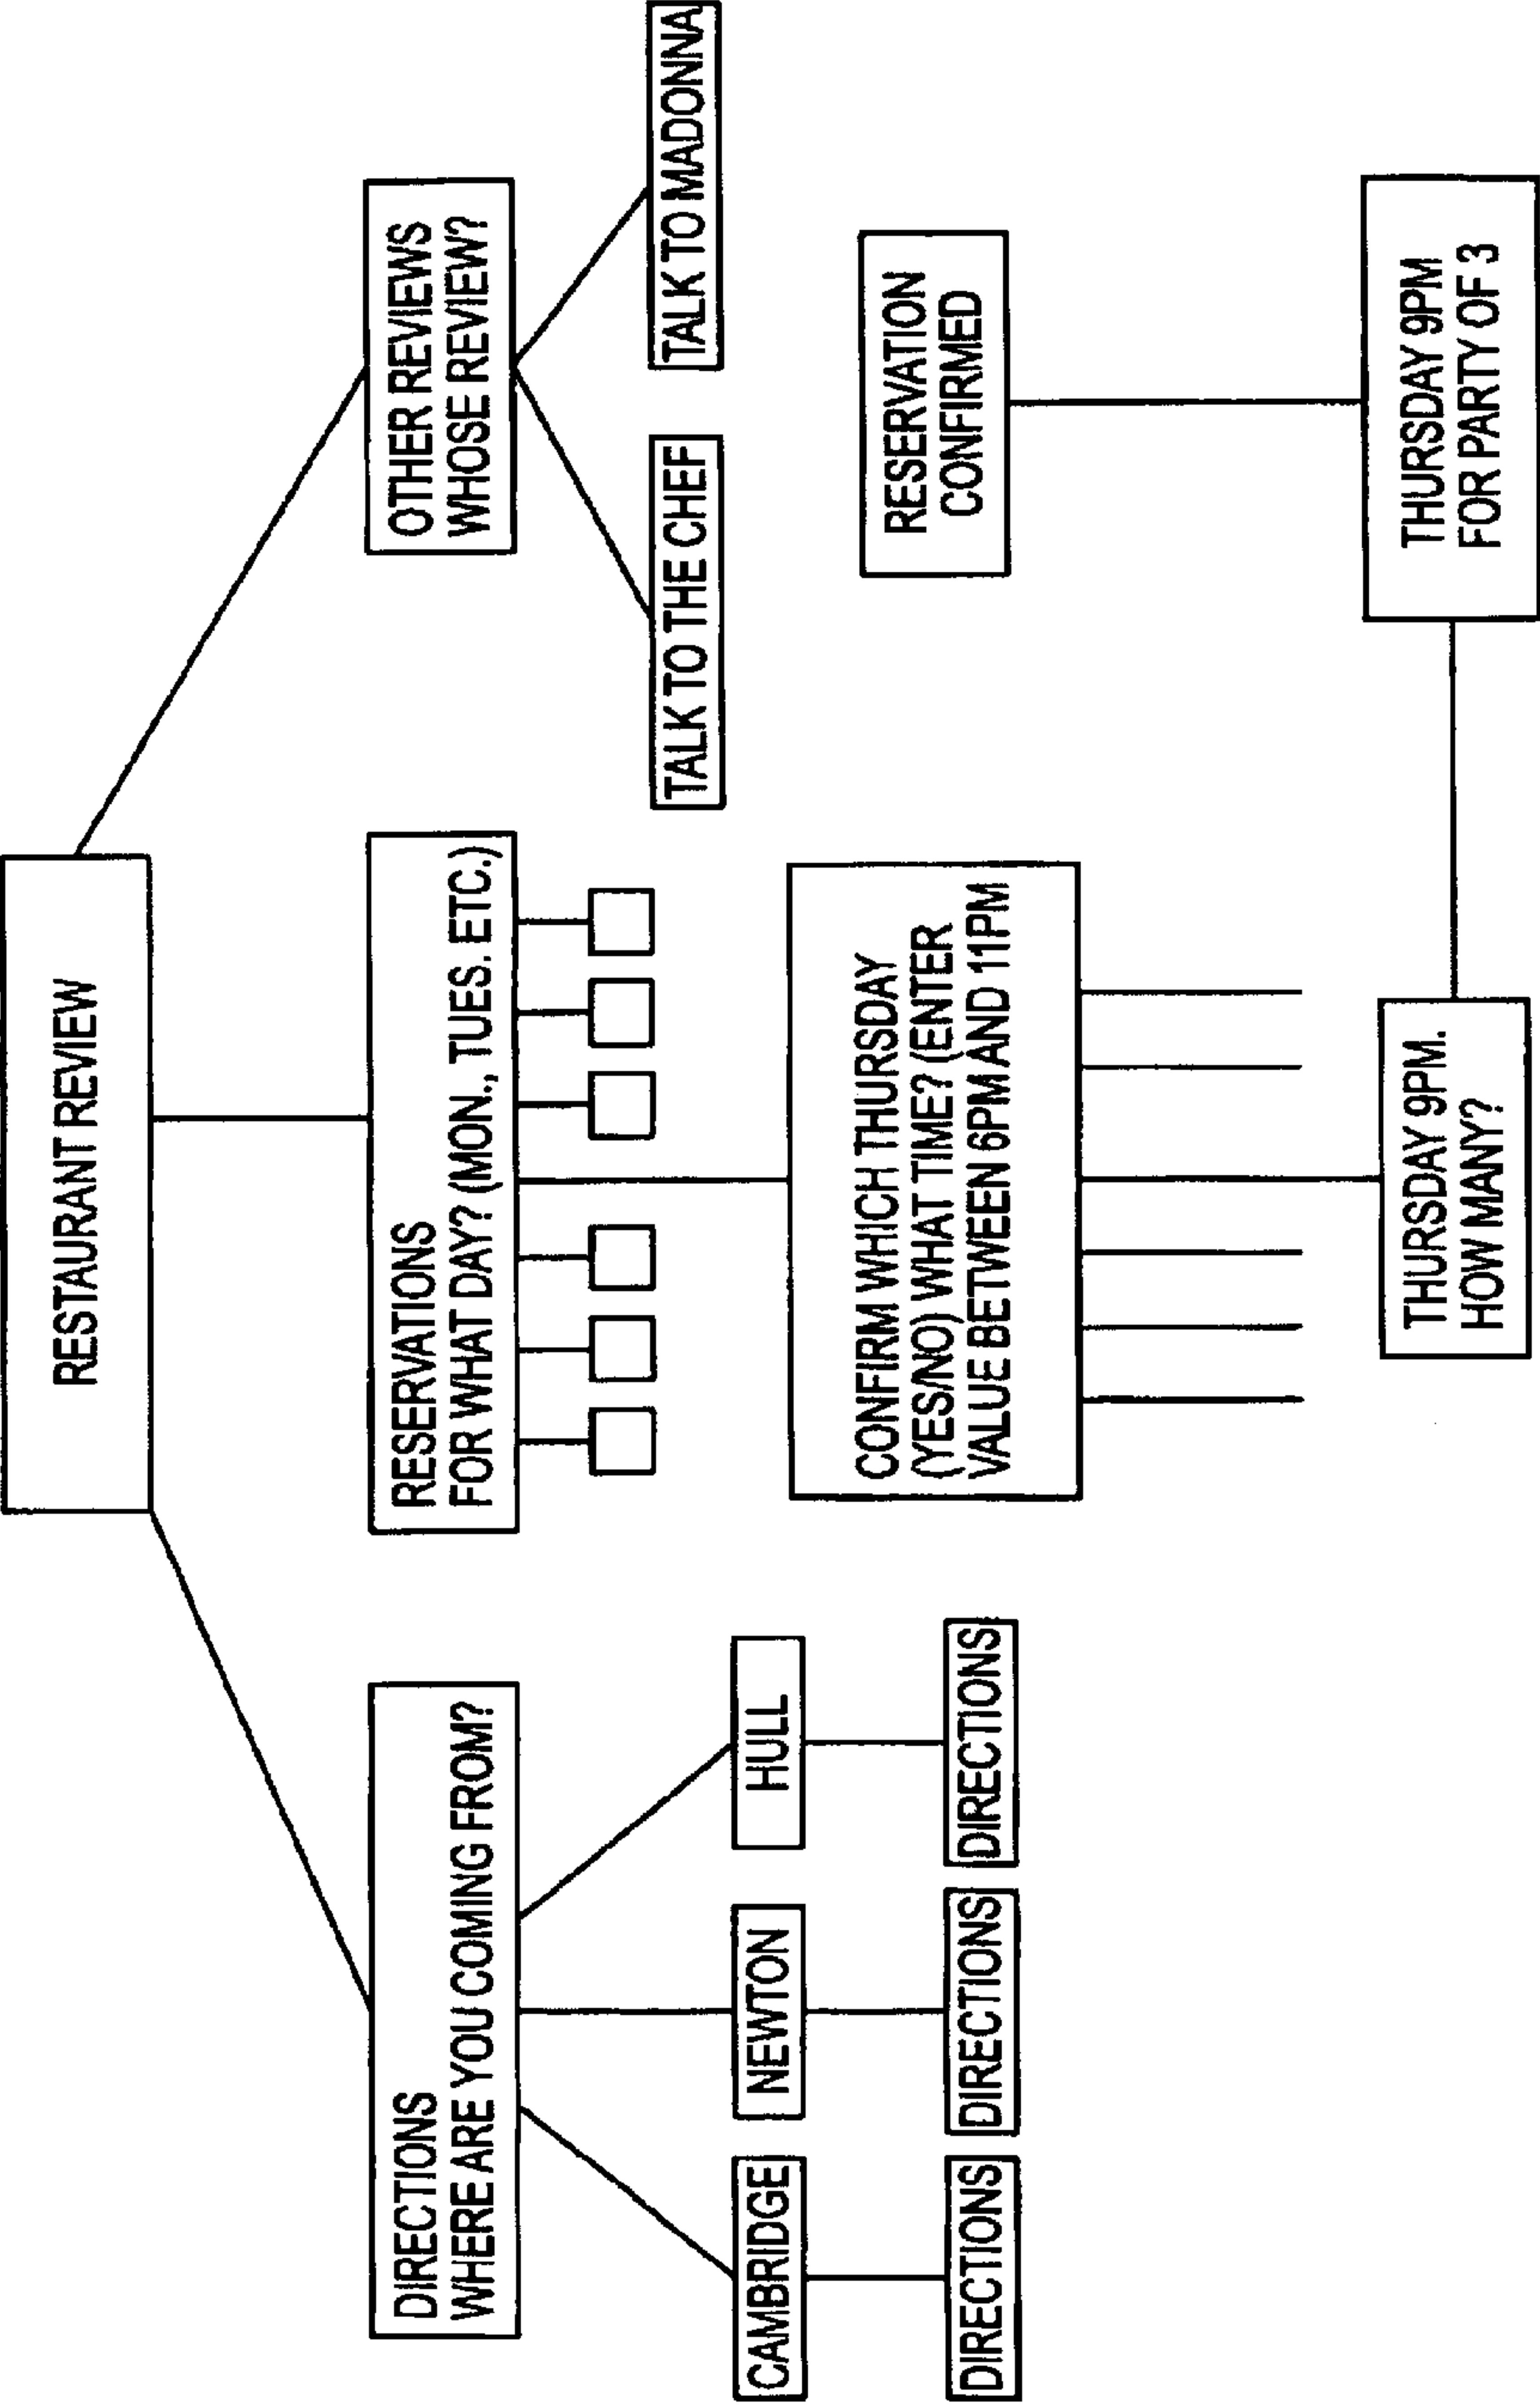 RESTAURANT REVIEW
DIRECTIONS
WHERE ARE YOU COMING FROM?
RESERVATIONS
FOR WHAT DAY? (MON., TUES. ETC.)
OTHER REVIEWS
WHOSE REVIEW?
CAMBRIDGE
NEWTON
HULL
DIRECTIONS
DIRECTIONS
DIRECTIONS
TALK TO THE CHEF
TALK TO MADONNA
CONFIRM WHICH THURSDAY
(YES/NO) WHAT TIME? (ENTER
VALUE BETWEEN 6PM AND 11PM
THURSDAY 9PM.
HOW MANY?
THURSDAY 9PM
FOR PARTY OF 3
RESERVATION
CONFIRMED